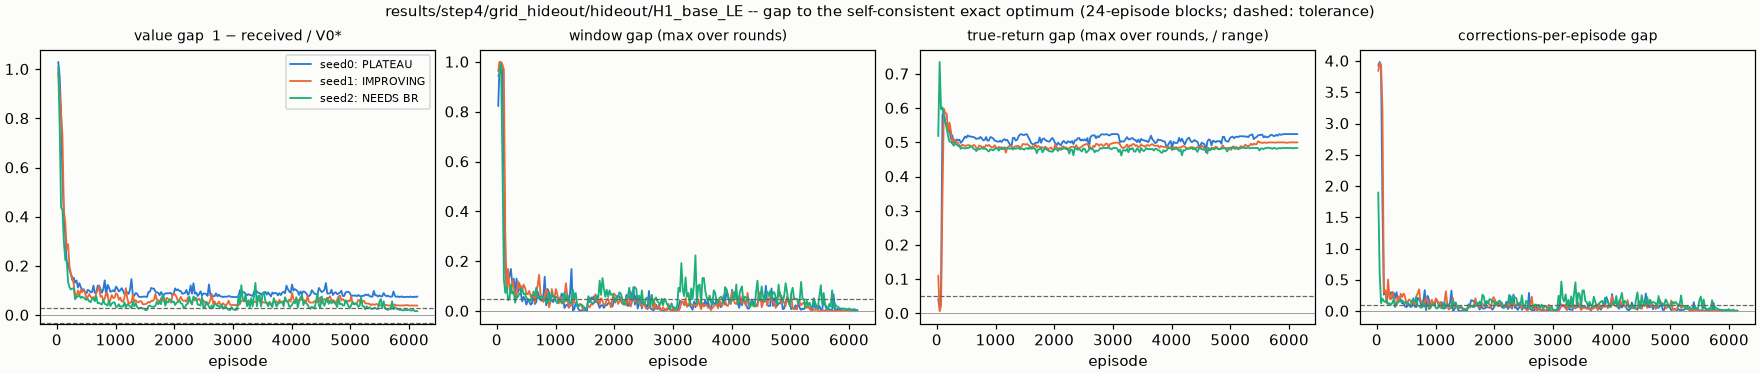 results/step4/grid_hideout/hideout/H1_base_LE -- gap to the self-consistent exact optimum (24-episode blocks; dashed: tolerance)
value gap 1 − received / V0*
1.0
0.8
0.6
0.4
0.2
0.0
seed0: PLATEAU
seed1: IMPROVING
seed2: NEEDS BR
0 1000 2000 3000 4000 5000 6000
episode
window gap (max over rounds)
1.0
0.8
0.6
0.4
0.2
0.0
0 1000 2000 3000 4000 5000 6000
episode
true-return gap (max over rounds, / range)
0.7
0.6
0.5
0.4
0.3
0.2
0.1
0.0
0 1000 2000 3000 4000 5000 6000
episode
corrections-per-episode gap
4.0
3.5
3.0
2.5
2.0
1.5
1.0
0.5
0.0
0 1000 2000 3000 4000 5000 6000
episode